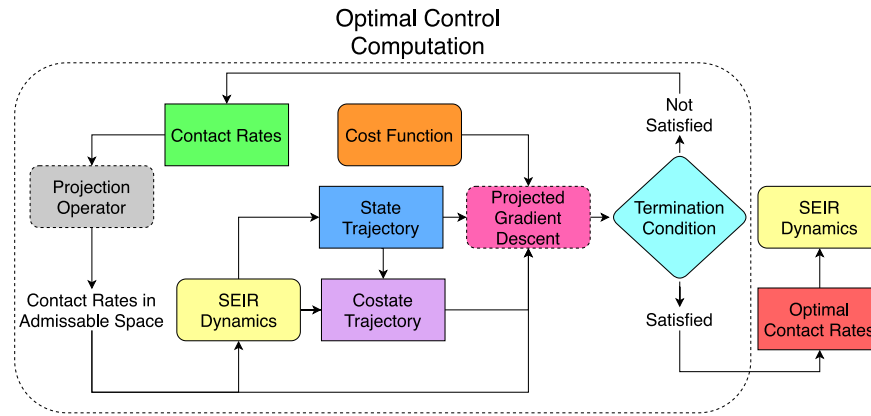 Optimal Control
Computation
Contact Rates
Cost Function
Not
Satisfied
Projection
Operator
State
Trajectory
Projected
Gradient
Descent
Termination
Condition
SEIR
Dynamics
Contact Rates in
Admissable Space
SEIR
Dynamics
Costate
Trajectory
Satisfied
Optimal
Contact Rates